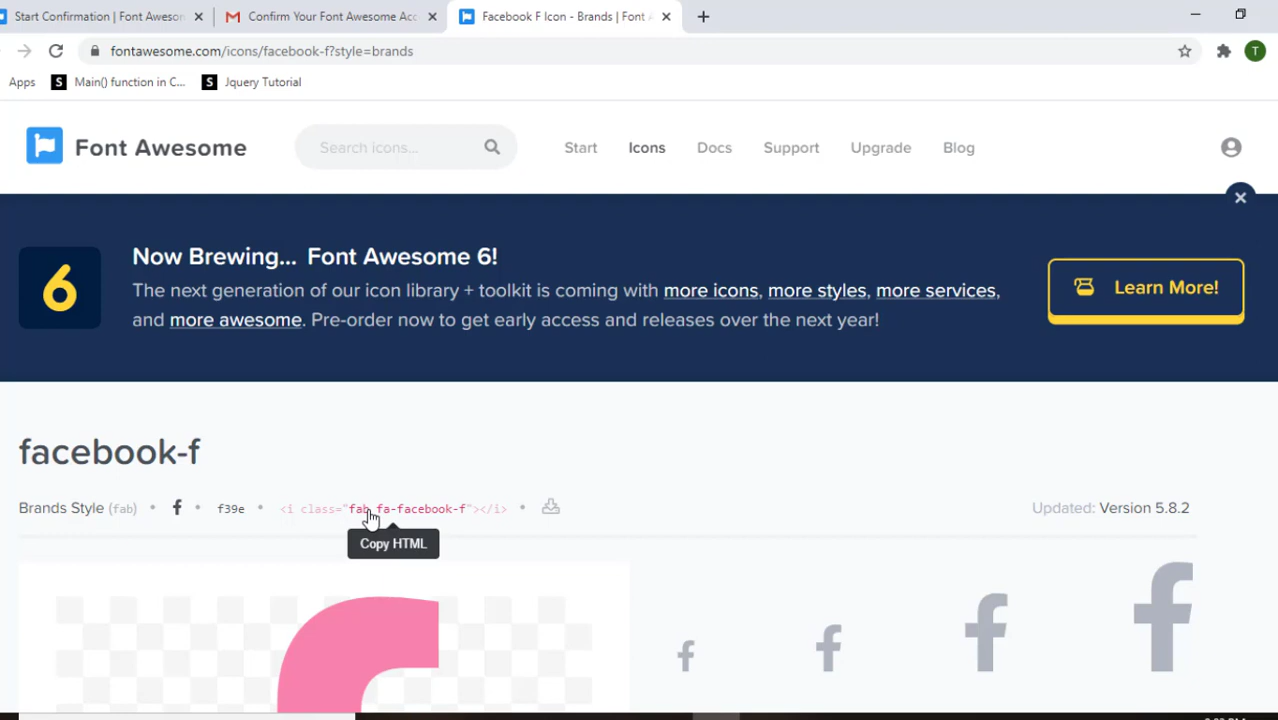 Start Confirmation | Font Aweson
Confirm Your Font Awesome Acc
Facebook F Icon - Brands | Font A
fontawesome.com/icons/facebook-f?style=brands
T
Apps
S Main() function in C...
S Jquery Tutorial
Font Awesome
Search icons...
Start
Icons
Docs
Support
Upgrade
Blog
6
Now Brewing... Font Awesome 6!
The next generation of our icon library + toolkit is coming with more icons, more styles, more services,
and more awesome. Pre-order now to get early access and releases over the next year!
Learn More!
facebook-f
Brands Style (fab) • f • f39e • <i class="fab fa-facebook-f"></i> •
Updated: Version 5.8.2
Copy HTML